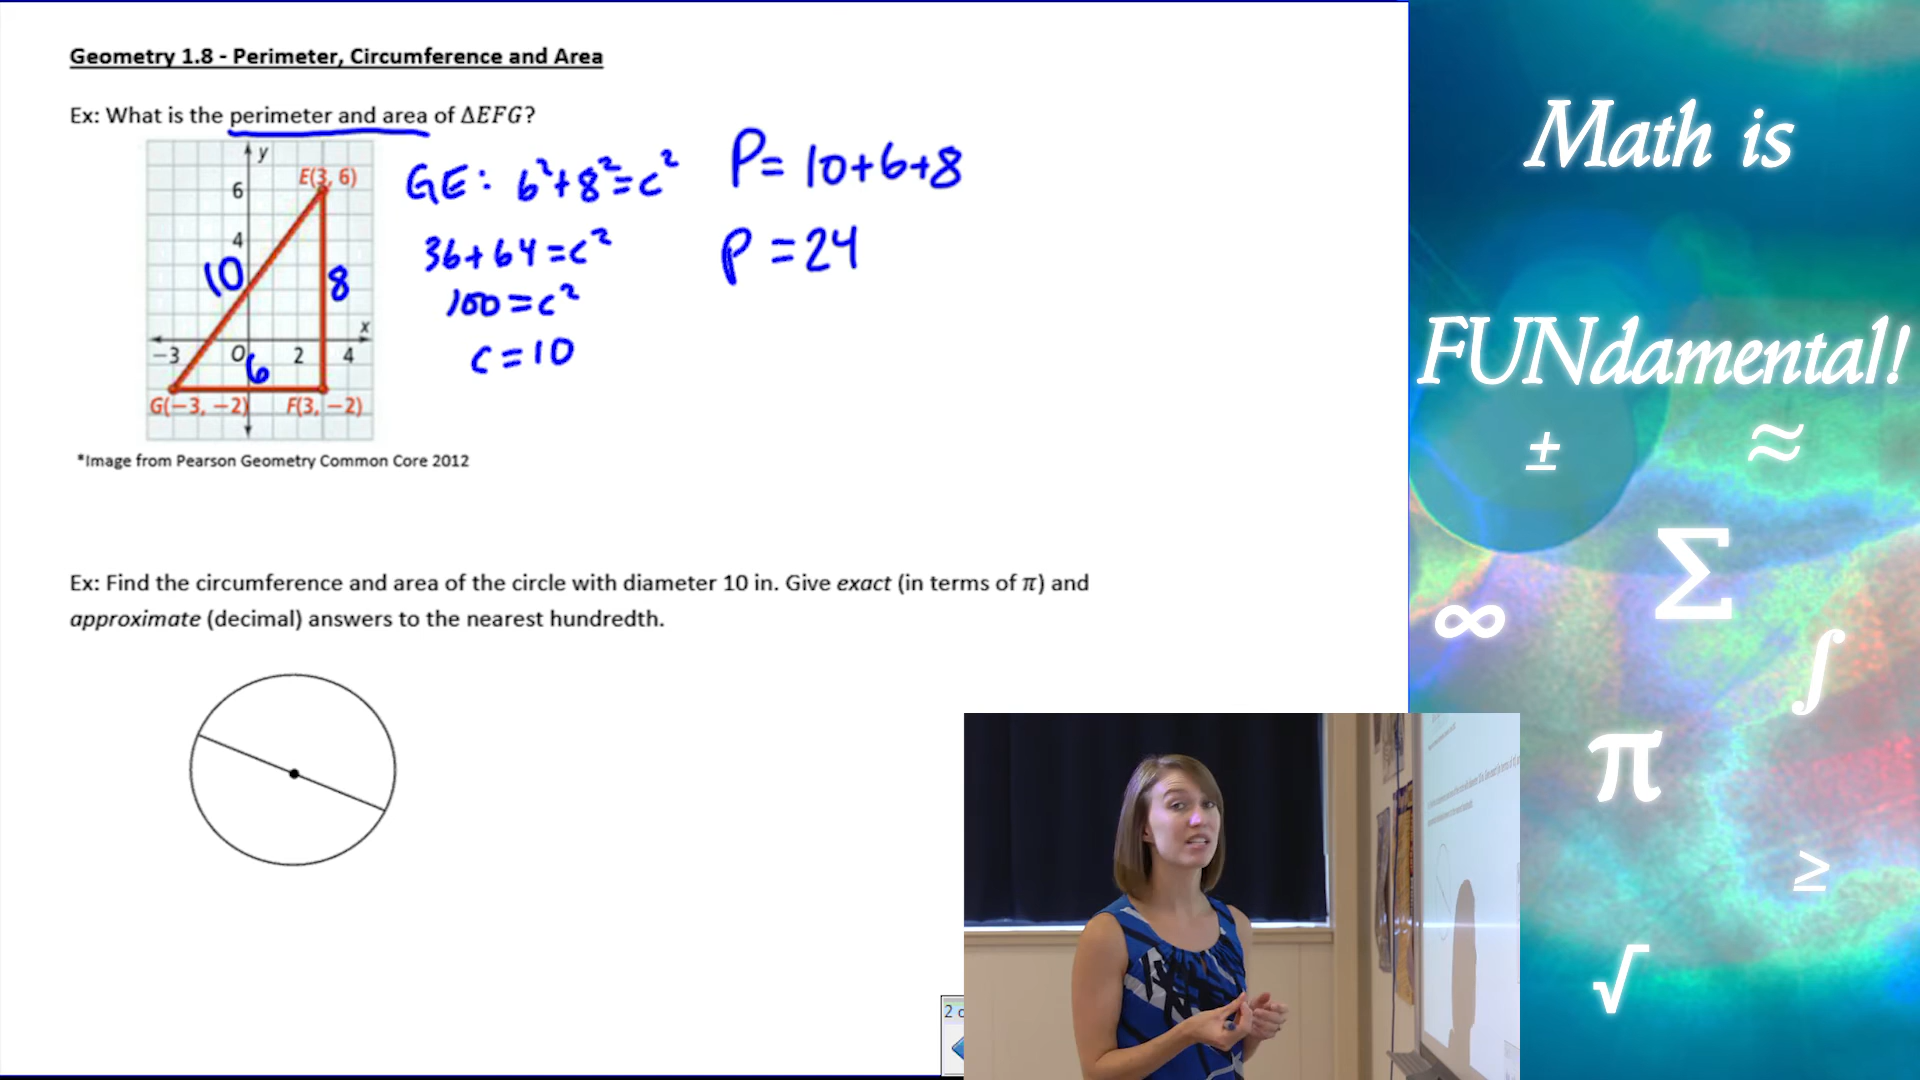 Geometry 1.8 - Perimeter, Circumference and Area
Ex: What is the perimeter and area of ΔEFG?
y
E(3, 6)
6
4
10
8
x
−3
O
6
2
4
G(−3, −2)
F(3, −2)
GE: 6²+8²=c²
36+64=c²
100=c²
c=10
P=10+6+8
P=24
*Image from Pearson Geometry Common Core 2012
Ex: Find the circumference and area of the circle with diameter 10 in. Give exact (in terms of π) and
approximate (decimal) answers to the nearest hundredth.
2
Math is
FUNdamental!
± ≈
Σ
∞
∫
π
≥
√